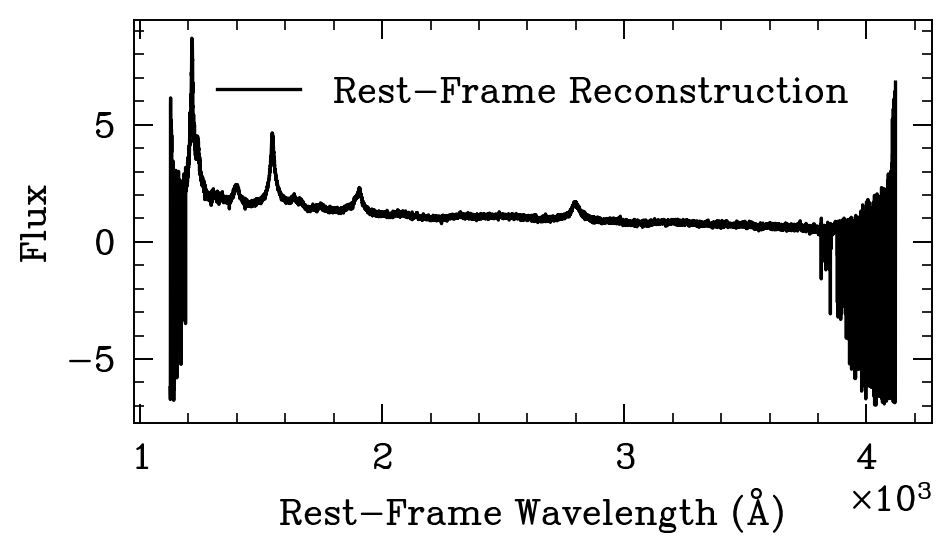 Rest−Frame Reconstruction
5
0
−5
Flux
1 2 3 4
×10³
Rest−Frame Wavelength (Å)